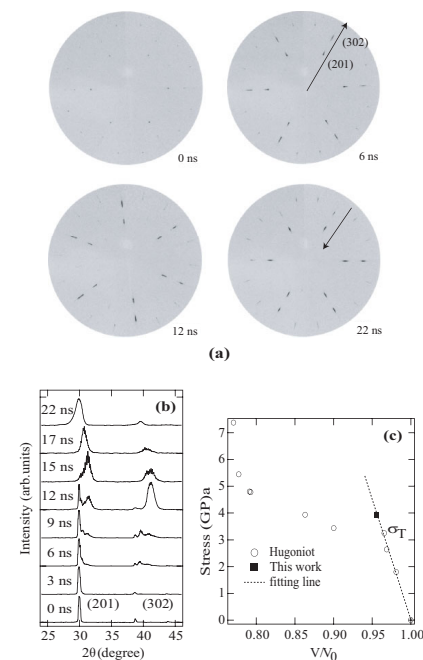 (302)
(201)
0 ns
6 ns
12 ns
22 ns
(a)
(b)
22 ns
17 ns
15 ns
12 ns
9 ns
6 ns
3 ns
0 ns
(201)
(302)
Intensity (arb.units)
25 30 35 40 45
2θ(degree)
(c)
7
6
5
4
3
2
1
0
Stress (GP)a
σT
Hugoniot
This work
fitting line
0.80 0.85 0.90 0.95 1.00
V/V0